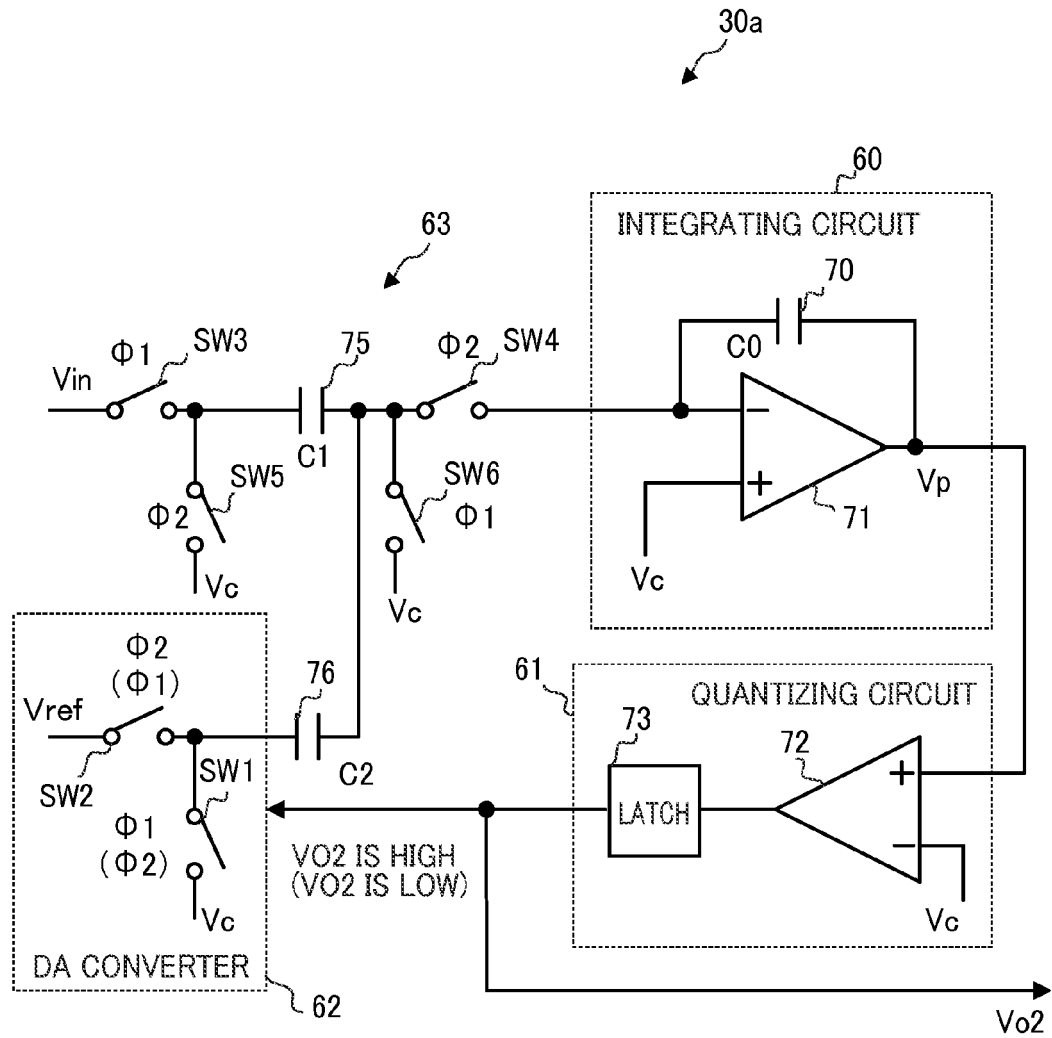 30a
60
INTEGRATING CIRCUIT
63
70
C0
Φ1
SW3
75
Φ2
SW4
Vin
C1
SW5
Φ2
SW6
Φ1
Vc
Vc
−
+
Vp
71
Vc
Φ2
(Φ1)
Vref
76
SW2
SW1
C2
Φ1
(Φ2)
Vc
DA CONVERTER
62
61
QUANTIZING CIRCUIT
73
72
LATCH
+
−
Vc
VO2 IS HIGH
(VO2 IS LOW)
Vo2